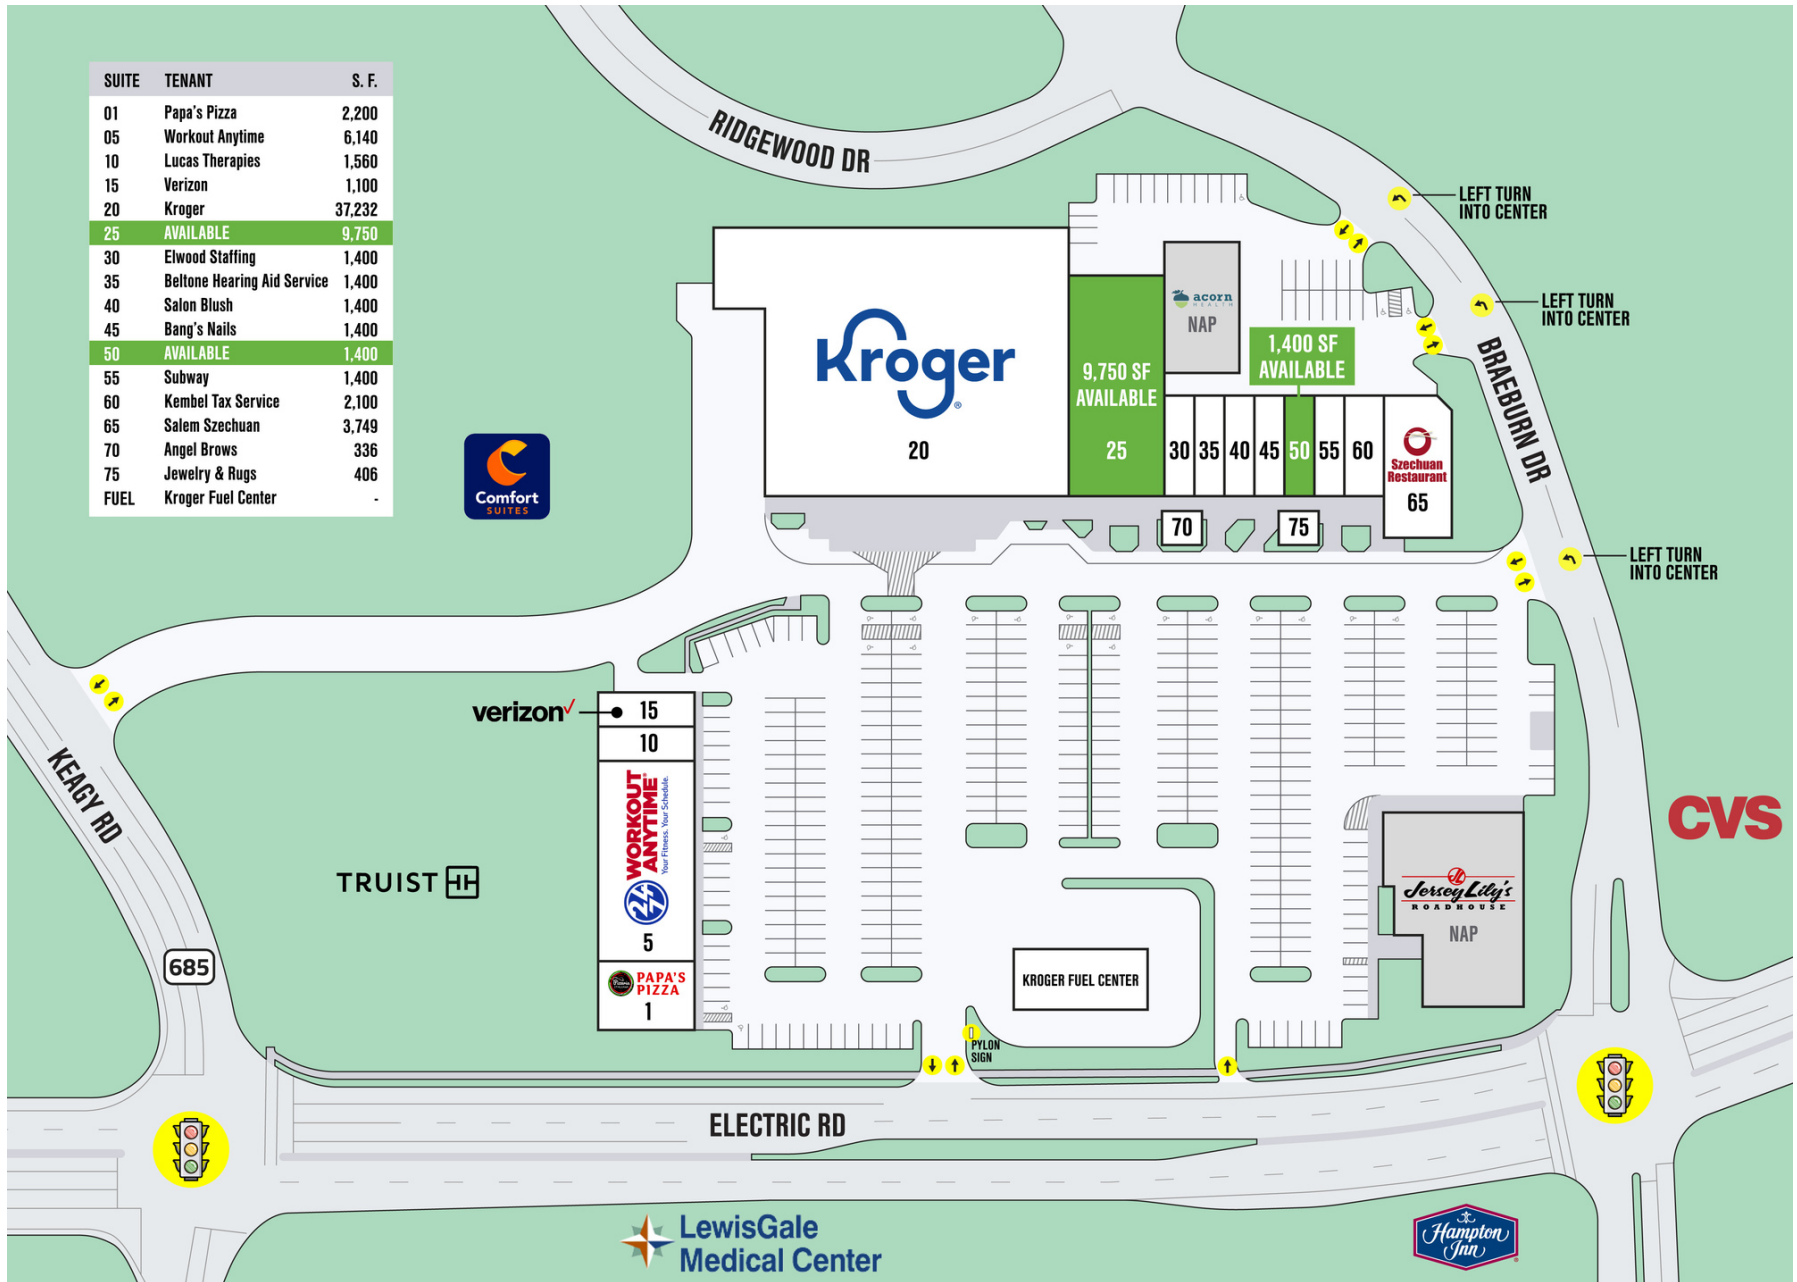 SUITE TENANT S. F.
01 Papa's Pizza 2,200
05 Workout Anytime 6,140
10 Lucas Therapies 1,560
15 Verizon 1,100
20 Kroger 37,232
25 AVAILABLE 9,750
30 Elwood Staffing 1,400
35 Beltone Hearing Aid Service 1,400
40 Salon Blush 1,400
45 Bang's Nails 1,400
50 AVAILABLE 1,400
55 Subway 1,400
60 Kembel Tax Service 2,100
65 Salem Szechuan 3,749
70 Angel Brows 336
75 Jewelry & Rugs 406
FUEL Kroger Fuel Center -
RIDGEWOOD DR
LEFT TURN
INTO CENTER
LEFT TURN
INTO CENTER
BRAEBURN DR
acorn
HEALTH
NAP
1,400 SF
AVAILABLE
Kroger
9,750 SF
AVAILABLE
20
25
30
35
40
45
50
55
60
Szechuan
Restaurant
65
Comfort
SUITES
70
75
LEFT TURN
INTO CENTER
verizon
15
10
WORKOUT
ANYTIME
Your Fitness. Your Schedule.
5
PAPA'S
PIZZA
1
KEAGY RD
TRUIST
685
CVS
Jersey Lily's
ROADHOUSE
NAP
KROGER FUEL CENTER
PYLON
SIGN
ELECTRIC RD
LewisGale
Medical Center
Hampton
Inn